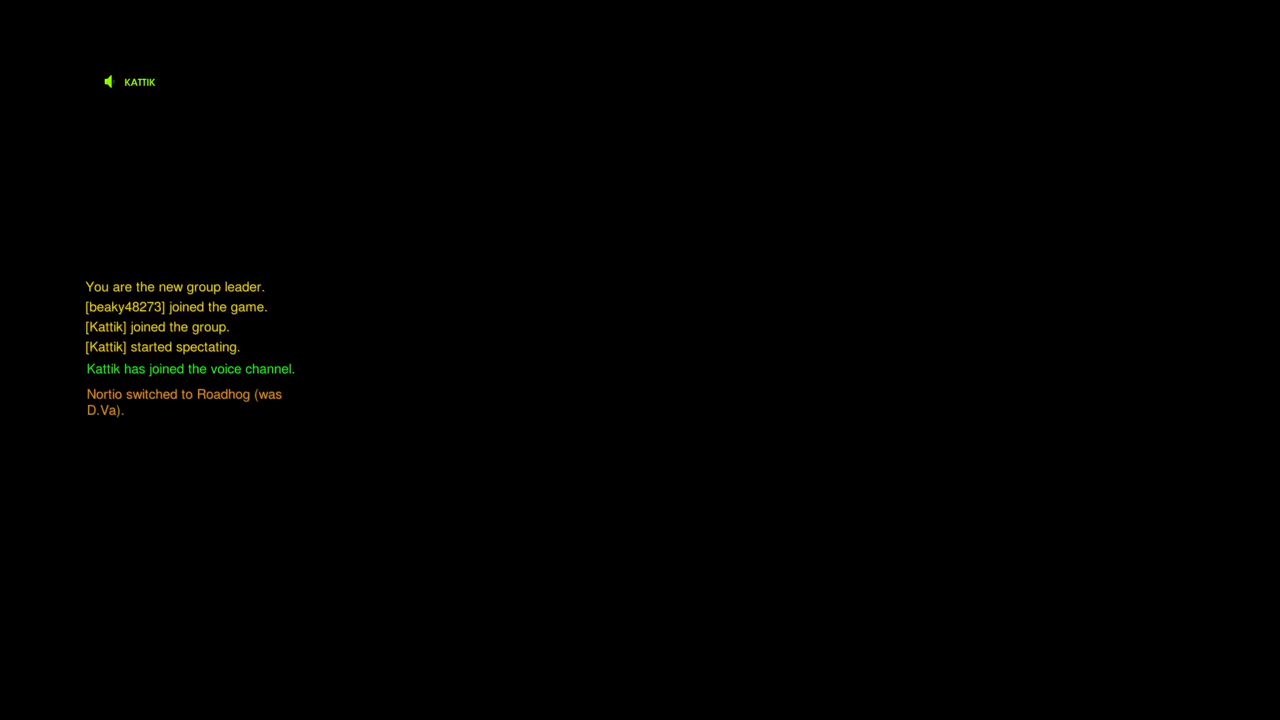 KATTIK
You are the new group leader.
[beaky48273] joined the game.
[Kattik] joined the group.
[Kattik] started spectating.
Kattik has joined the voice channel.
Nortio switched to Roadhog (was
D.Va).